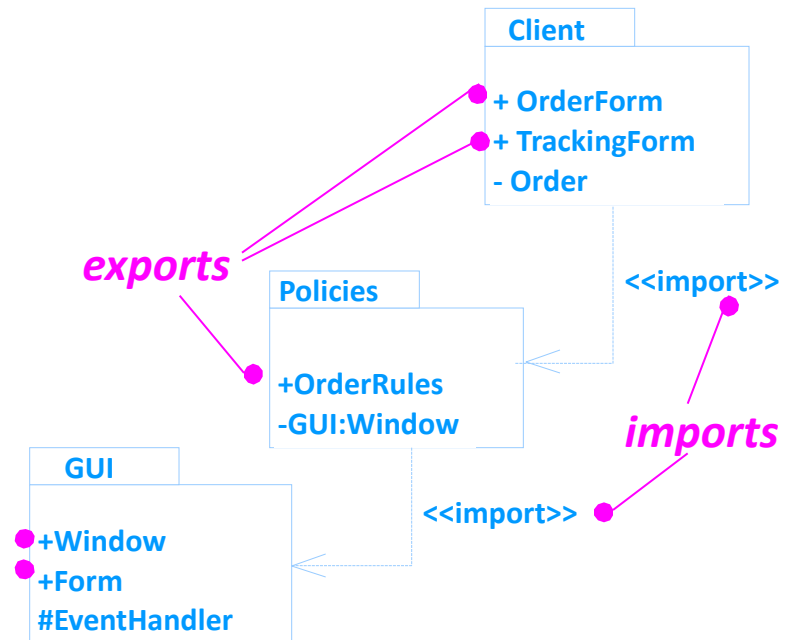 Client
+ OrderForm
+ TrackingForm
- Order
exports
<<import>>
Policies
+OrderRules
-GUI:Window
imports
GUI
<<import>>
+Window
+Form
#EventHandler